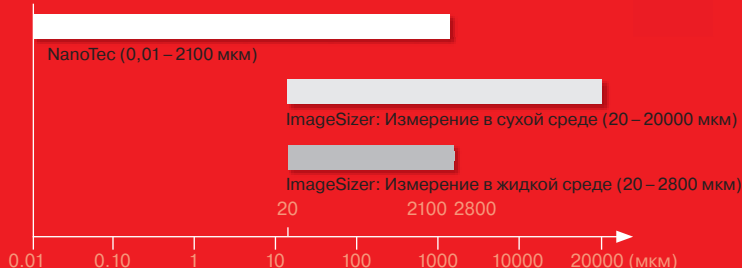 NanoTec (0,01 – 2100 мкм)
ImageSizer: Измерение в сухой среде (20 – 20000 мкм)
ImageSizer: Измерение в жидкой среде (20 – 2800 мкм)
20 2100 2800
0.01 0.10 1 10 100 1000 10000 20000 (мкм)